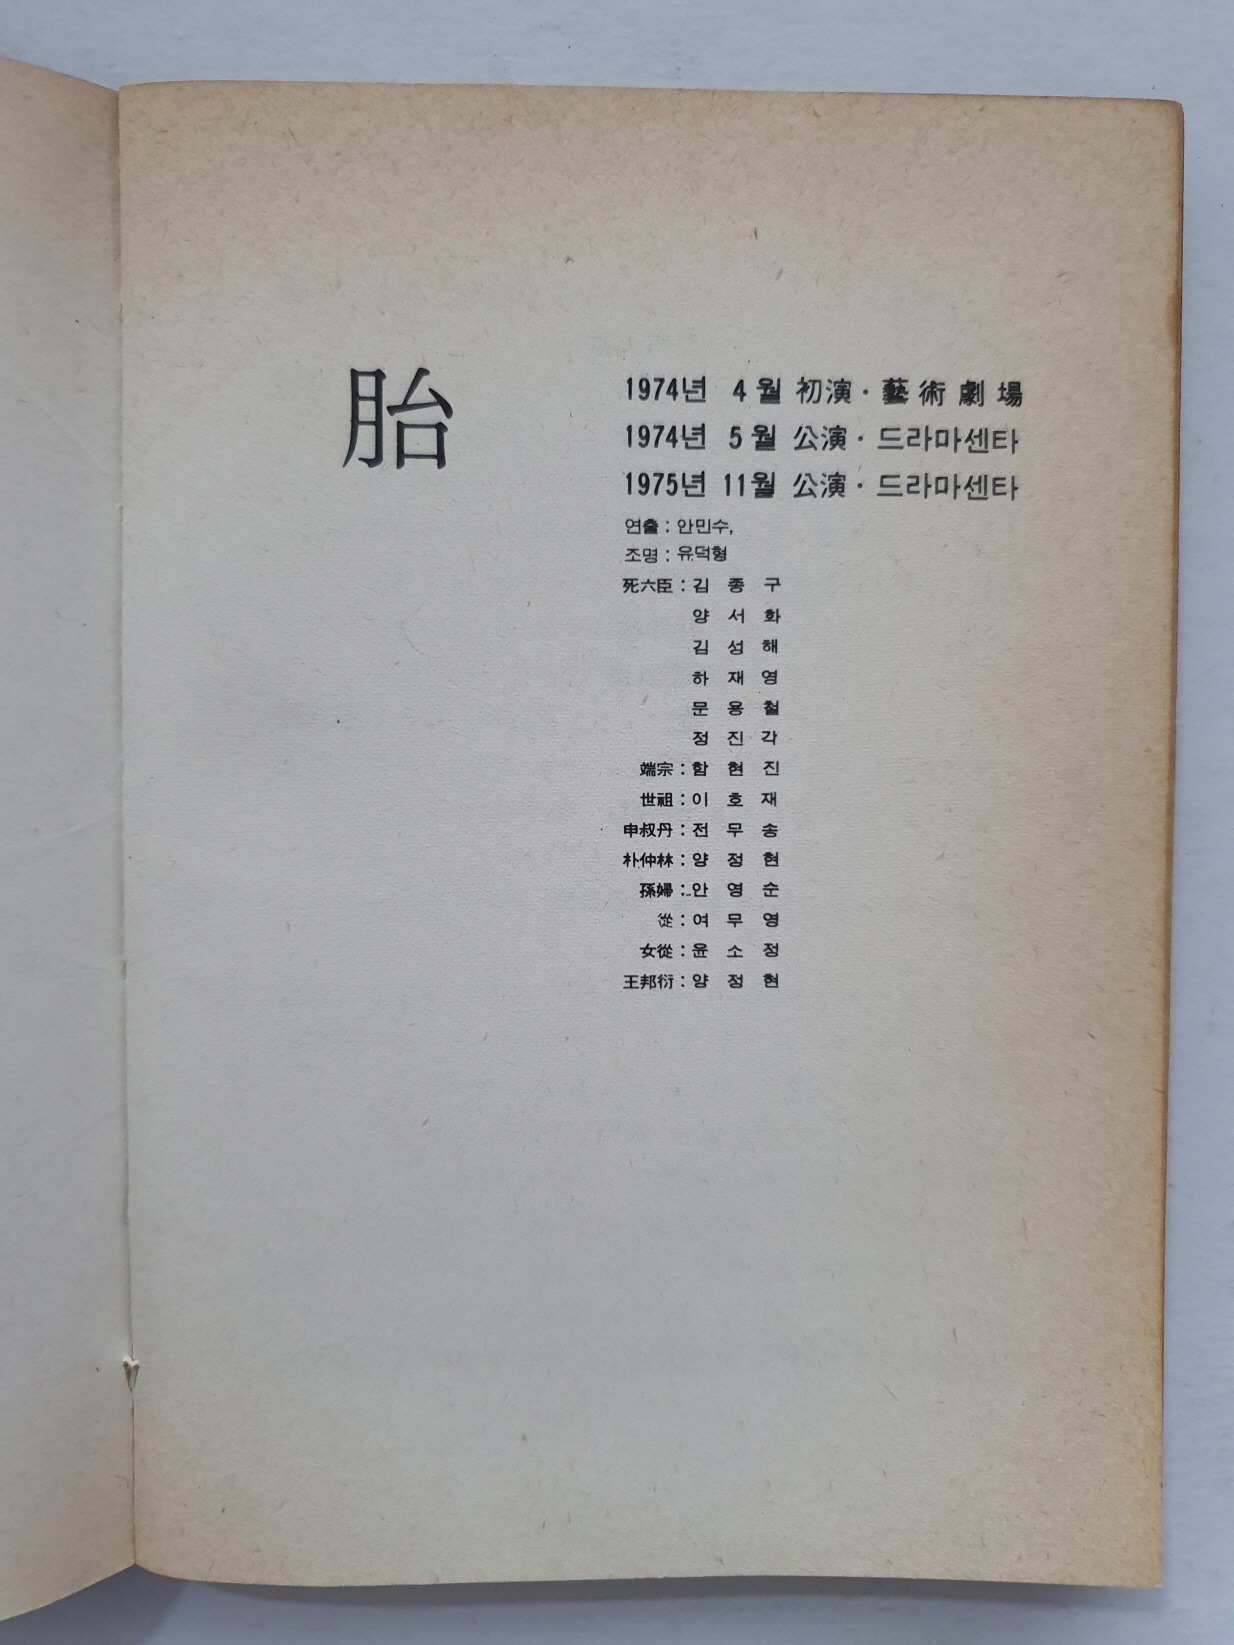 胎
1974년 4월 初演·藝術劇場
1974년 5월 公演·드라마센타
1975년 11월 公演·드라마센타
연출 : 안민수,
조명 : 유덕형
死六臣 : 김종구
양서화
김성해
하재영
문용철
정진각
端宗 : 함현진
世祖 : 이호재
申叔丹 : 전무송
朴仲林 : 양정현
孫婦 : 안영순
從 : 여무영
女從 : 윤소정
王邦衍 : 양정현